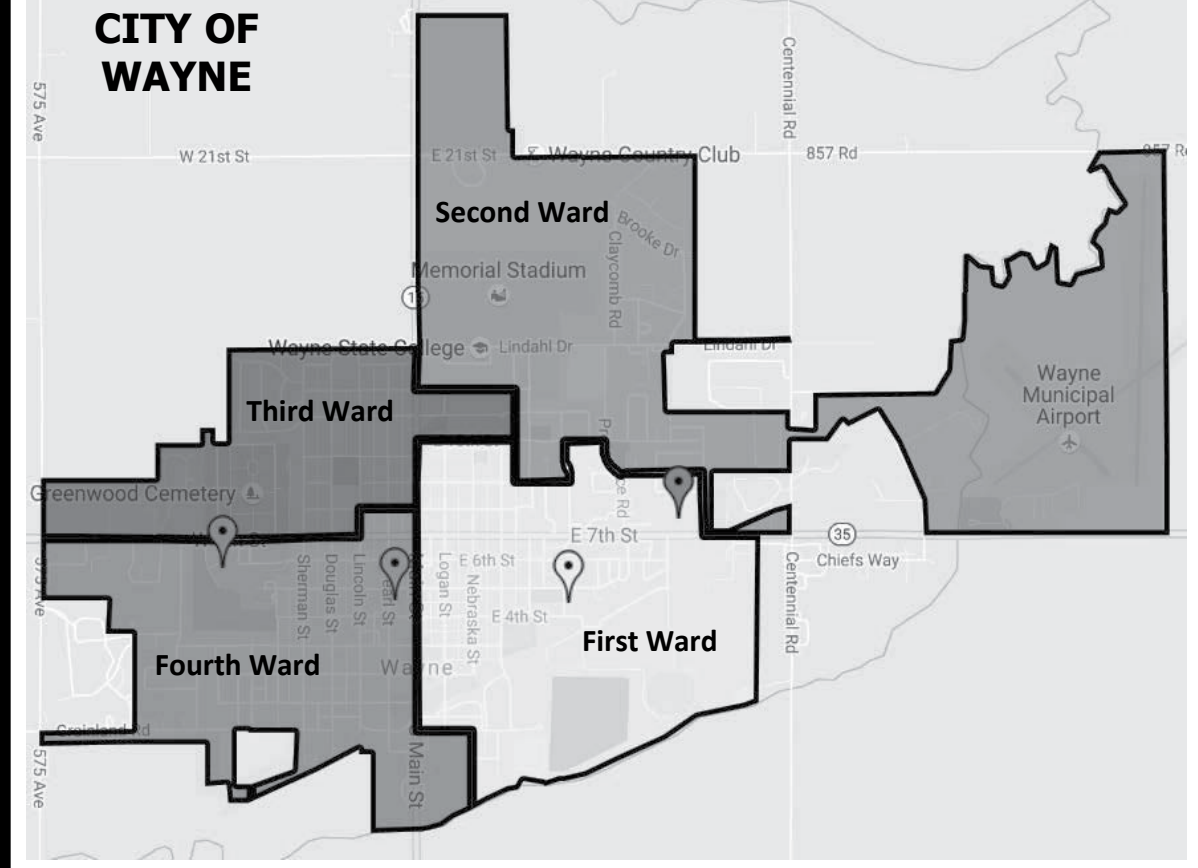 CITY OF
WAYNE
575 Ave
Centennial Rd
W 21st St
E 21st St
Wayne Country Club
857 Rd
Second Ward
Brooke Dr
Claycomb Rd
Memorial Stadium
15
Wayne State College
Lindahl Dr
Lindahl Dr
Wayne
Municipal
Airport
Third Ward
Greenwood Cemetery
E 7th St
35
Chiefs Way
575 Ave
Sherman St
Douglas St
Lincoln St
Pearl St
Logan St
Nebraska St
E 6th St
E 4th St
Centennial Rd
First Ward
Fourth Ward
Wayne
Grainland Rd
Main St
575 Ave